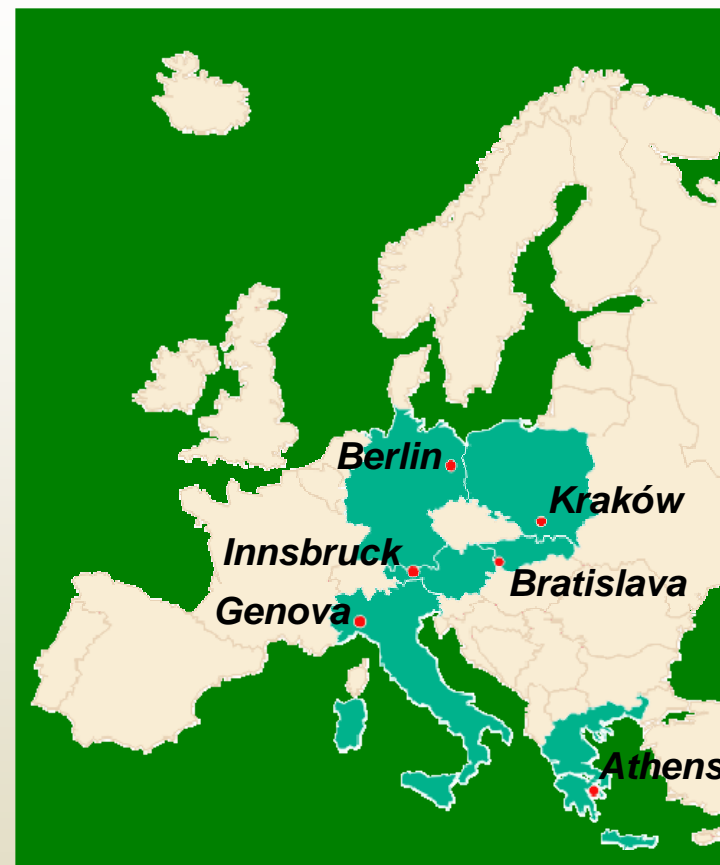 Berlin
Kraków
Innsbruck
Bratislava
Genova
Athens